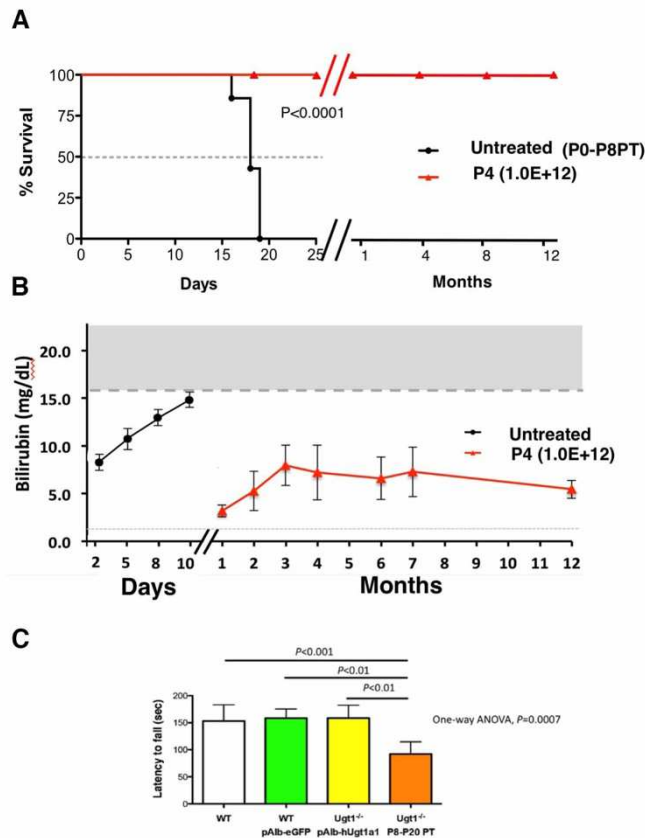 A
100
75
50
25
0
% Survival
P<0.0001
Untreated (P0-P8PT)
P4 (1.0E+12)
0 5 10 15 19 25
1 4 8 12
Days Months
B
20.0
15.0
10.0
5.0
0.0
Bilirubin (mg/dL)
Untreated
P4 (1.0E+12)
2 5 8 10 1 2 3 4 5 6 7 8 9 10 11 12
Days Months
C
P<0.001
P<0.01
P<0.01
One-way ANOVA, P=0.0007
200
150
100
50
0
Latency to fall (sec)
WT WT Ugt1-/- Ugt1-/-
pAlb-eGFP pAlb-hUgt1a1 P8-P20 PT